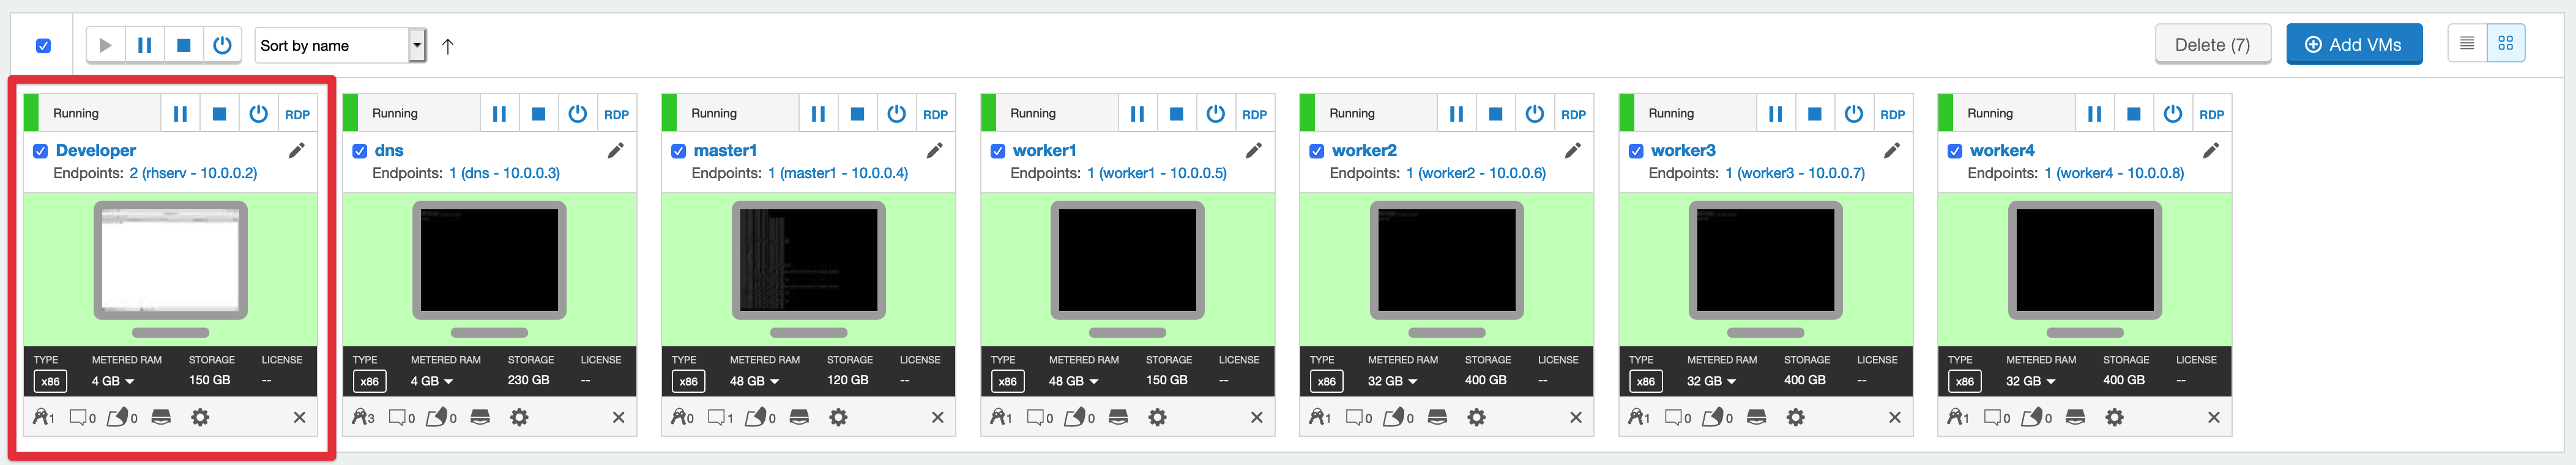 Sort by name
Delete (7)
Add VMs
Running RDP
Developer
Endpoints: 2 (rhserv - 10.0.0.2)
TYPE METERED RAM STORAGE LICENSE
x86 4 GB 150 GB --
1 0 0
Running RDP
dns
Endpoints: 1 (dns - 10.0.0.3)
TYPE METERED RAM STORAGE LICENSE
x86 4 GB 230 GB --
3 0 0
Running RDP
master1
Endpoints: 1 (master1 - 10.0.0.4)
TYPE METERED RAM STORAGE LICENSE
x86 48 GB 120 GB --
0 1 0
Running RDP
worker1
Endpoints: 1 (worker1 - 10.0.0.5)
TYPE METERED RAM STORAGE LICENSE
x86 48 GB 150 GB --
1 0 0
Running RDP
worker2
Endpoints: 1 (worker2 - 10.0.0.6)
TYPE METERED RAM STORAGE LICENSE
x86 32 GB 400 GB --
1 0 0
Running RDP
worker3
Endpoints: 1 (worker3 - 10.0.0.7)
TYPE METERED RAM STORAGE LICENSE
x86 32 GB 400 GB --
1 0 0
Running RDP
worker4
Endpoints: 1 (worker4 - 10.0.0.8)
TYPE METERED RAM STORAGE LICENSE
x86 32 GB 400 GB --
1 0 0